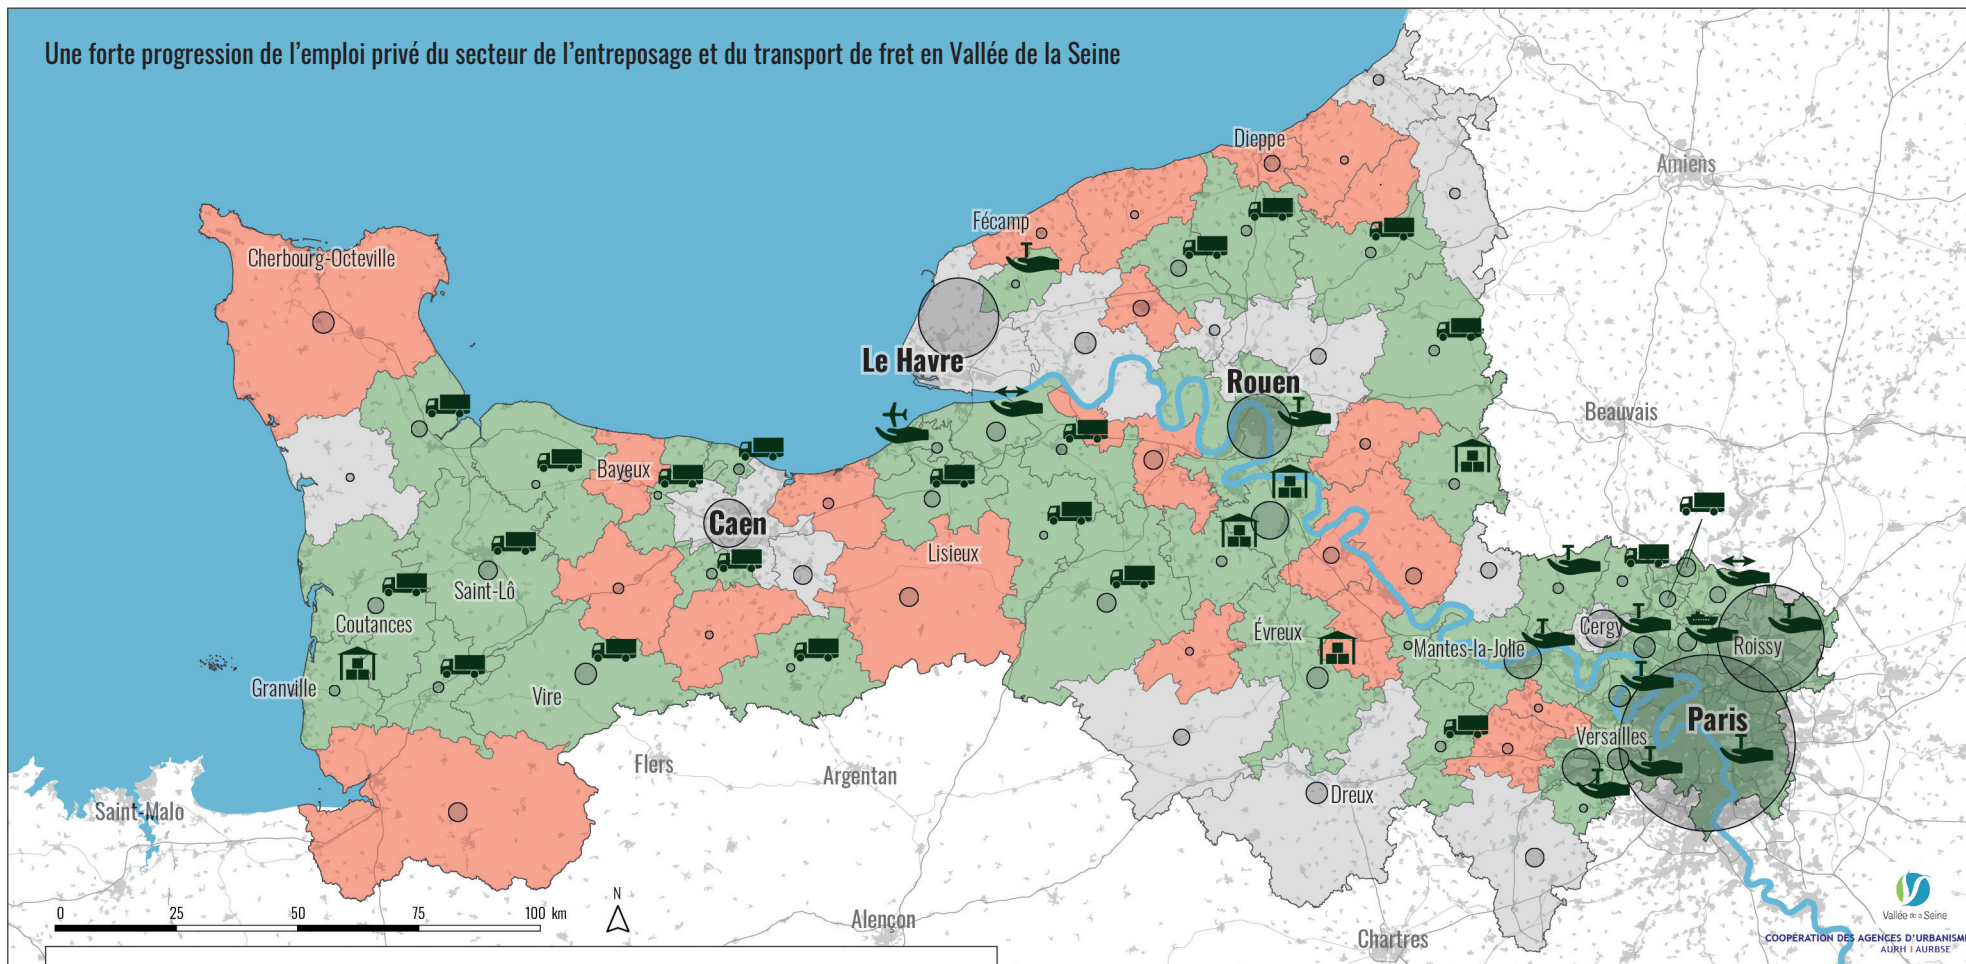 Une forte progression de l'emploi privé du secteur de l'entreposage et du transport de fret en Vallée de la Seine
Dieppe
Amiens
Fécamp
Cherbourg-Octeville
Le Havre
Rouen
Beauvais
Bayeux
Caen
Lisieux
Saint-Lô
Coutances
Évreux
Cergy
Mantes-la-Jolie
Roissy
Granville
Vire
Paris
Versailles
Flers
Argentan
Dreux
Saint-Malo
Alençon
Chartres
0 25 50 75 100 km
N
Vallée de la Seine
COOPÉRATION DES AGENCES D'URBANISME
AURH I AURBSE